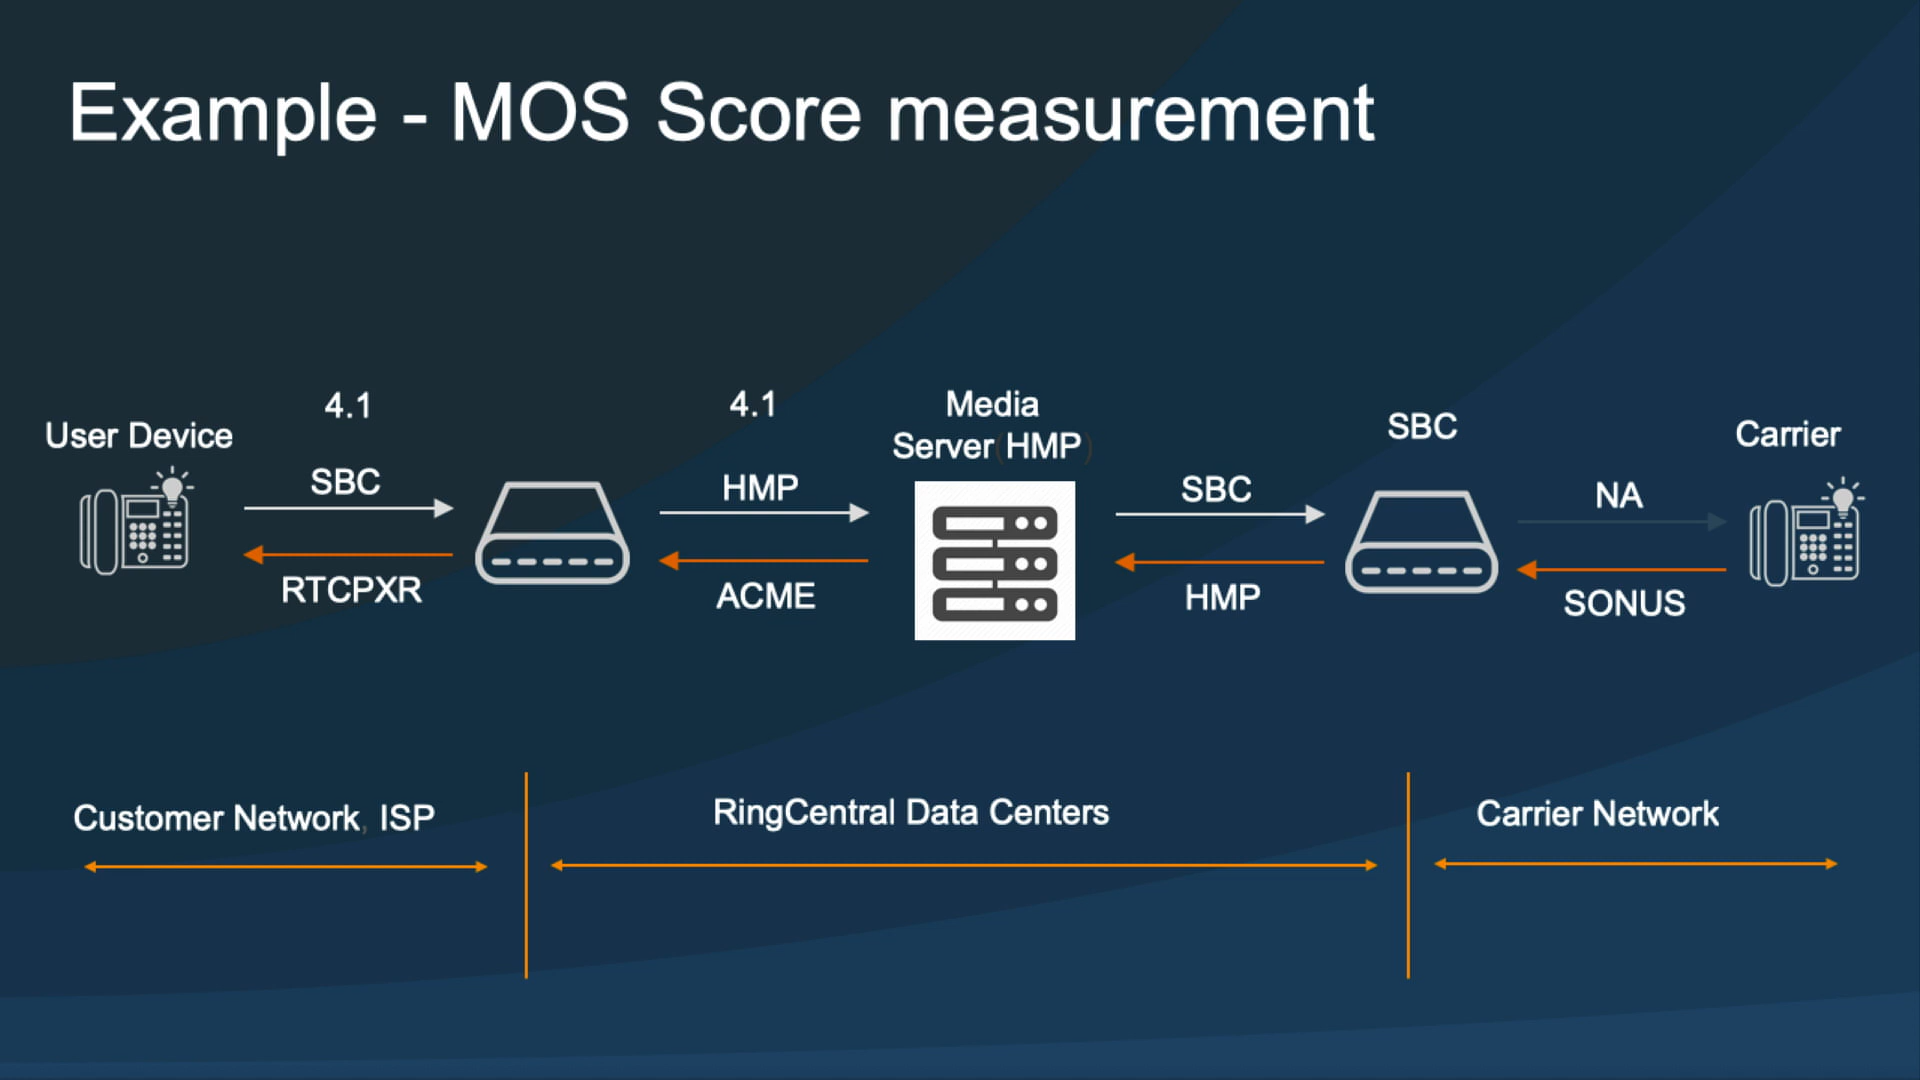 Example - MOS Score measurement
4.1
4.1
Media
Server(HMP)
SBC
User Device
Carrier
SBC
HMP
SBC
NA
RTCPXR
ACME
HMP
SONUS
Customer Network, ISP
RingCentral Data Centers
Carrier Network